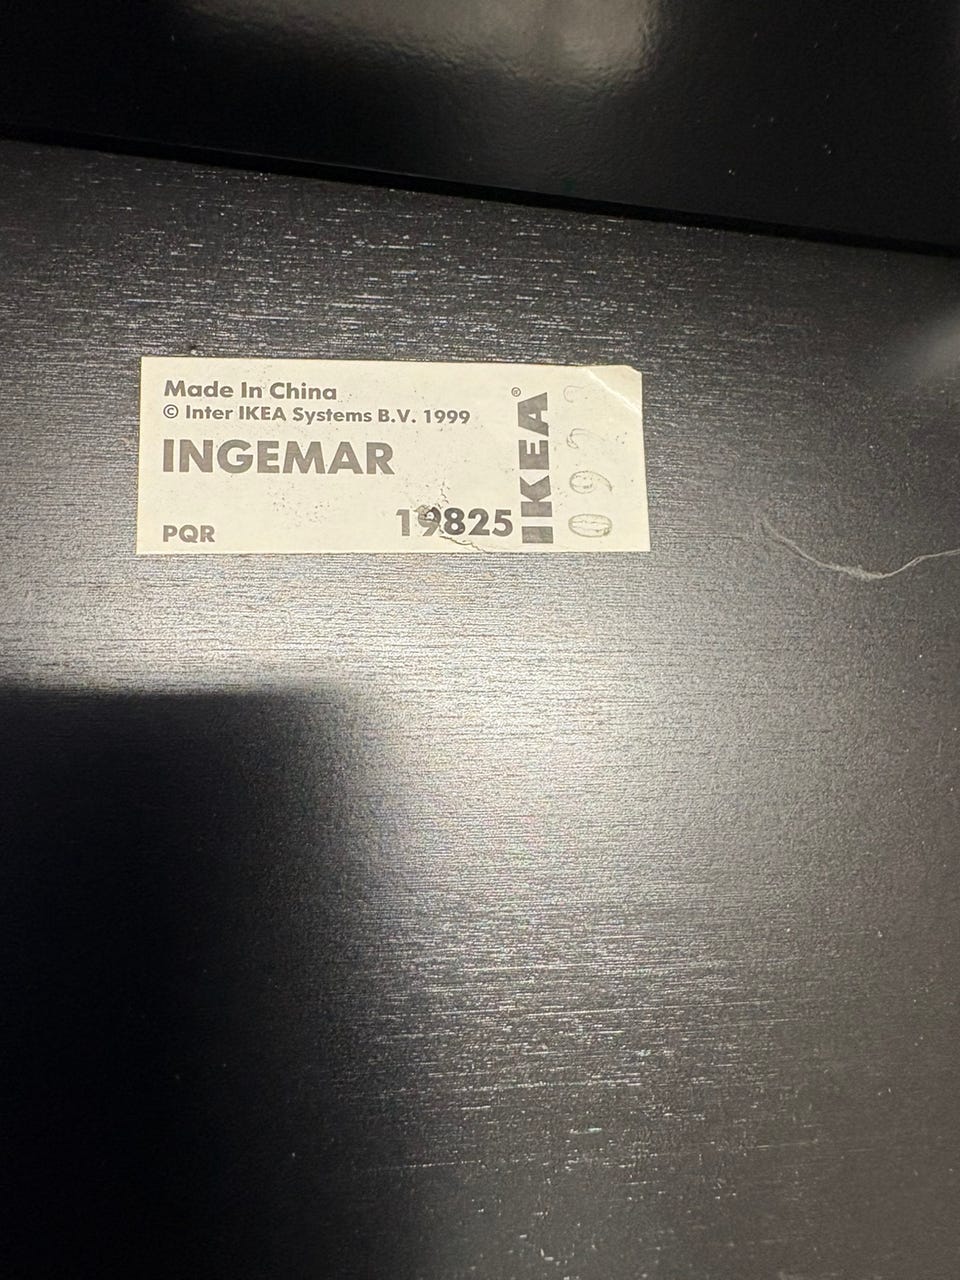 Made In China
© Inter IKEA Systems B.V. 1999
INGEMAR
PQR
19825
IKEA®